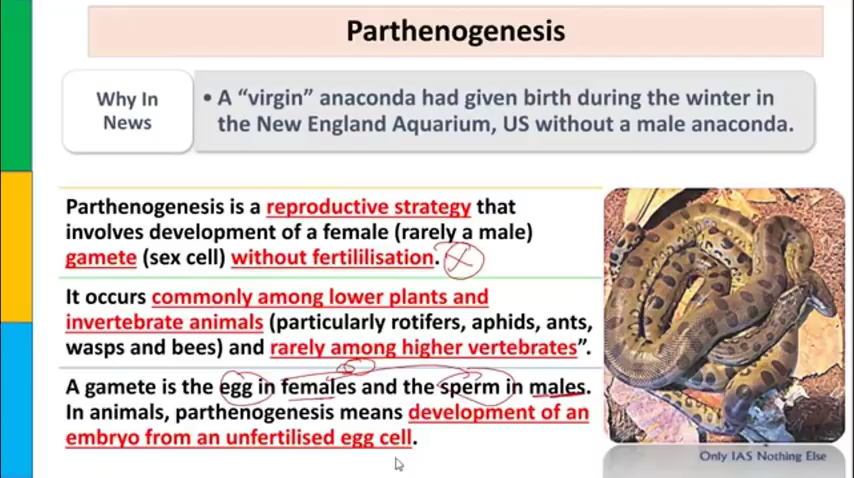 Parthenogenesis
Why In
News
• A “virgin” anaconda had given birth during the winter in
the New England Aquarium, US without a male anaconda.
Parthenogenesis is a reproductive strategy that
involves development of a female (rarely a male)
gamete (sex cell) without fertililisation.
It occurs commonly among lower plants and
invertebrate animals (particularly rotifers, aphids, ants,
wasps and bees) and rarely among higher vertebrates”.
A gamete is the egg in females and the sperm in males.
In animals, parthenogenesis means development of an
embryo from an unfertilised egg cell.
Only IAS Nothing Else